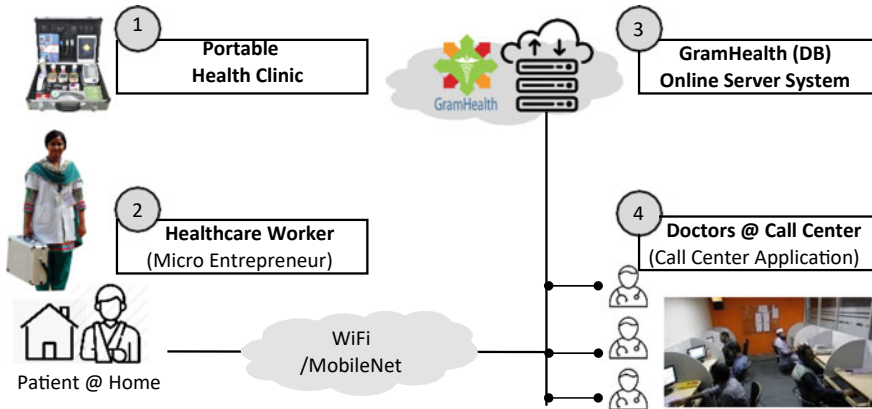 1
Portable
Health Clinic
GramHealth
3
GramHealth (DB)
Online Server System
2
Healthcare Worker
(Micro Entrepreneur)
4
Doctors @ Call Center
(Call Center Application)
WiFi
/MobileNet
Patient @ Home